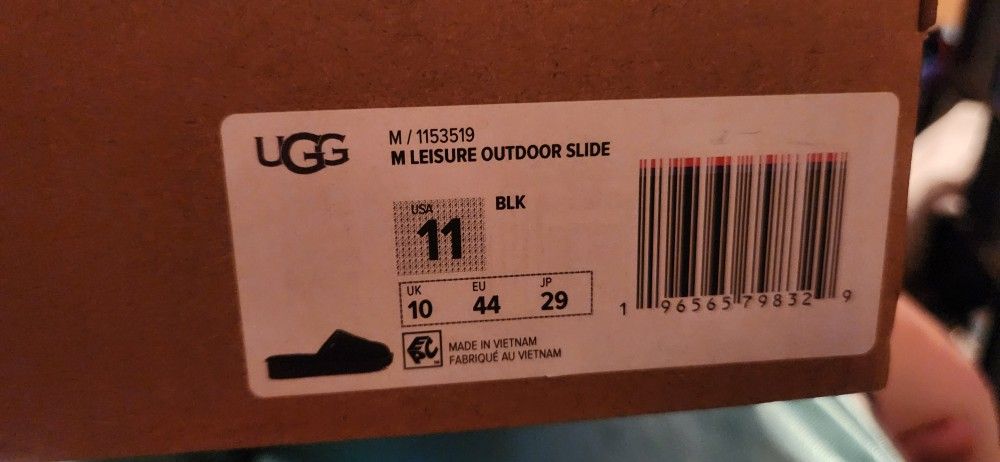 UGG
M / 1153519
M LEISURE OUTDOOR SLIDE
USA
11
BLK
UK
10
EU
44
JP
29
1 96565 79832 9
MADE IN VIETNAM
FABRIQUÉ AU VIETNAM